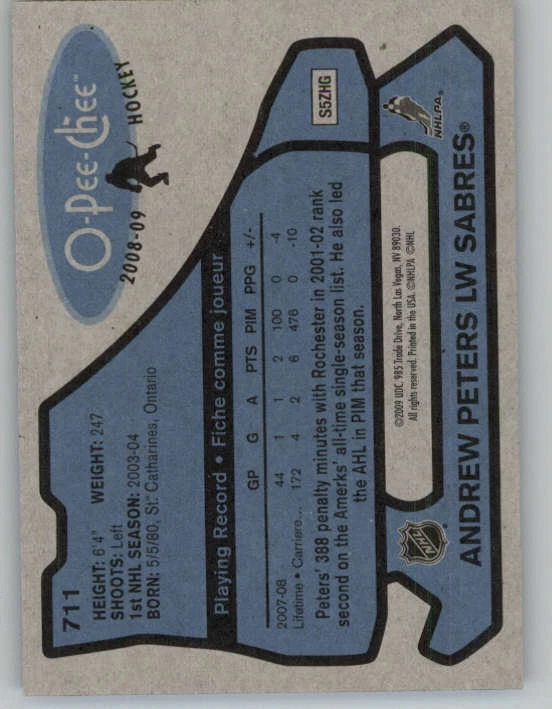 O-Pee-Chee™
2008-09 HOCKEY
711
HEIGHT: 6'4" WEIGHT: 247
SHOOTS: Left
1st NHL SEASON: 2003-04
BORN: 5/5/80, St. Catharines, Ontario
Playing Record • Fiche comme joueur
GP G A PTS PIM PPG +/-
2007-08 44 1 1 2 100 0 -4
Lifetime • Carriere... 172 4 2 6 476 0 -10
Peters' 388 penalty minutes with Rochester in 2001-02 rank
second on the Amerks' all-time single-season list. He also led
the AHL in PIM that season.
S5ZHG
©2009 UDC, 985 Trade Drive, North Las Vegas, NV 89030.
All rights reserved. Printed in the USA. ©NHLPA ©NHL
NHL
NHLPA
ANDREW PETERS LW SABRES®